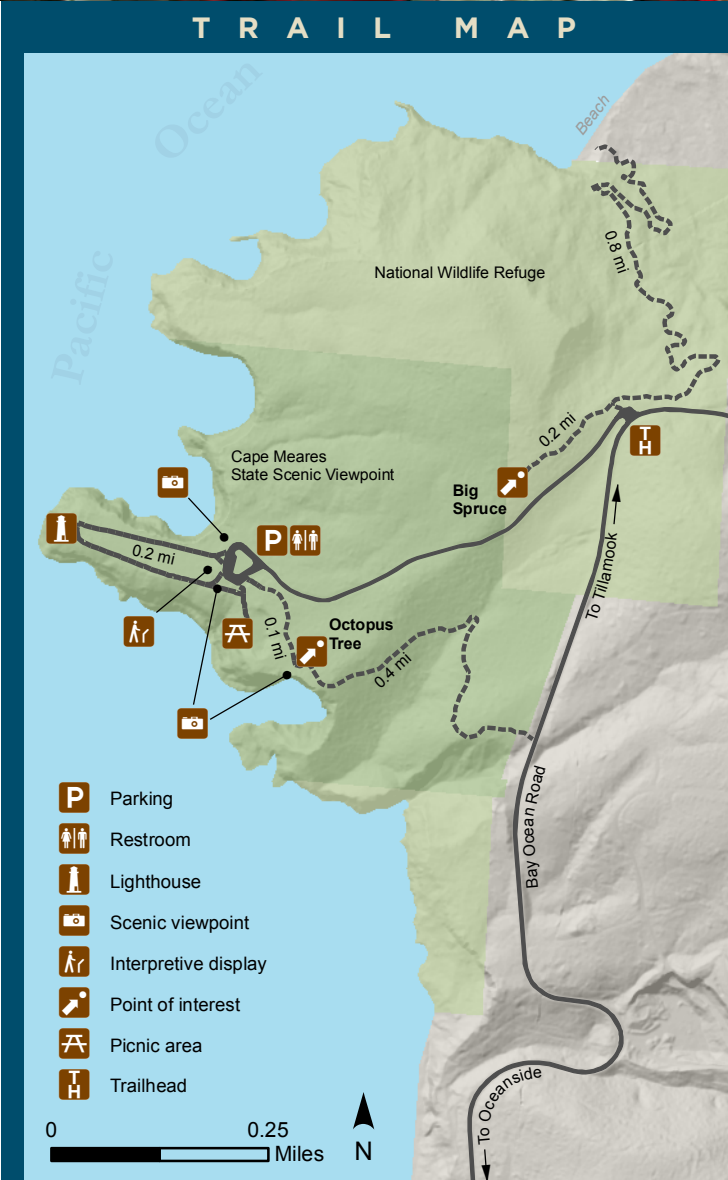 TRAIL MAP
Ocean
Pacific
Beach
0.8 mi
National Wildlife Refuge
0.2 mi
T
H
Cape Meares
State Scenic Viewpoint
Big
Spruce
P
0.2 mi
To Tillamook
Octopus
Tree
0.1 mi
0.4 mi
Bay Ocean Road
P Parking
Restroom
Lighthouse
Scenic viewpoint
Interpretive display
Point of interest
Picnic area
T
H
Trailhead
0 0.25
Miles
N
To Oceanside